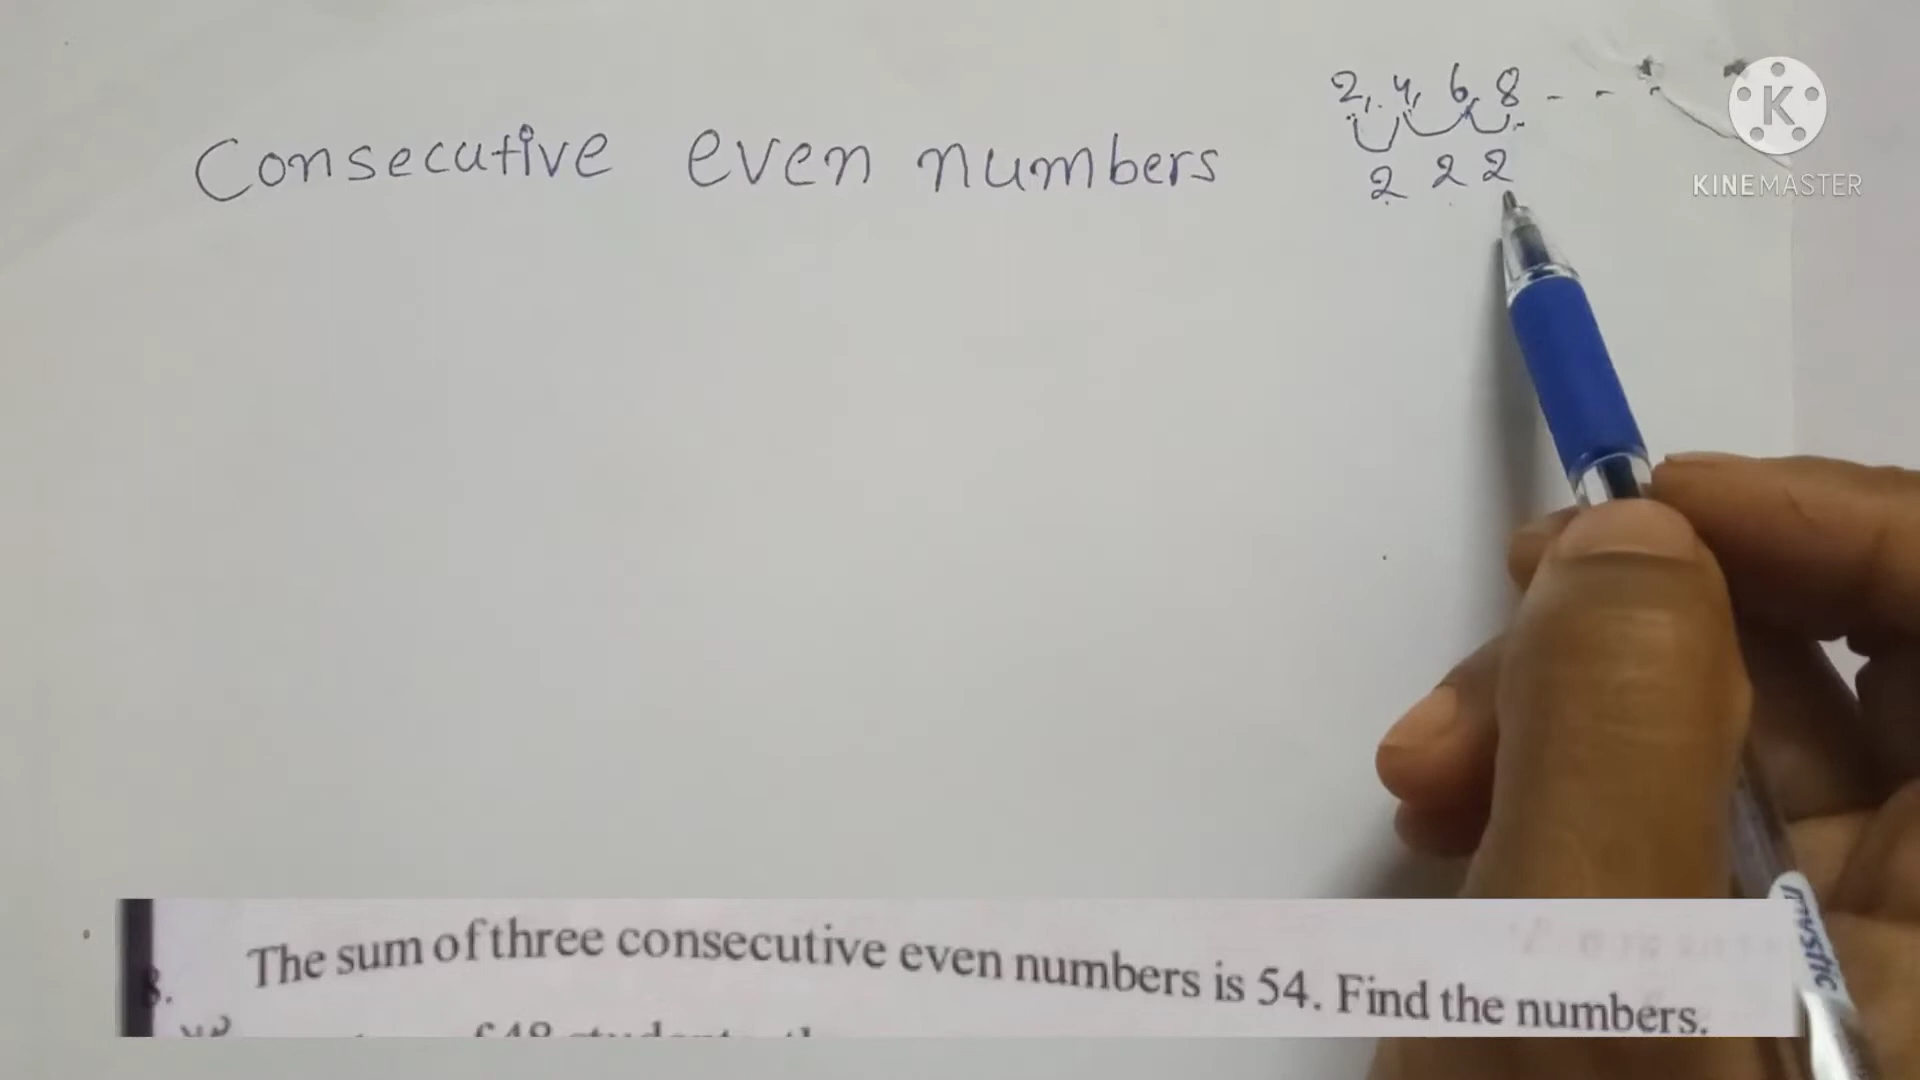 2, 4, 6, 8 - - -
Consecutive even numbers
2 2 2
K
KINEMASTER
The sum of three consecutive even numbers is 54. Find the numbers.
mystic